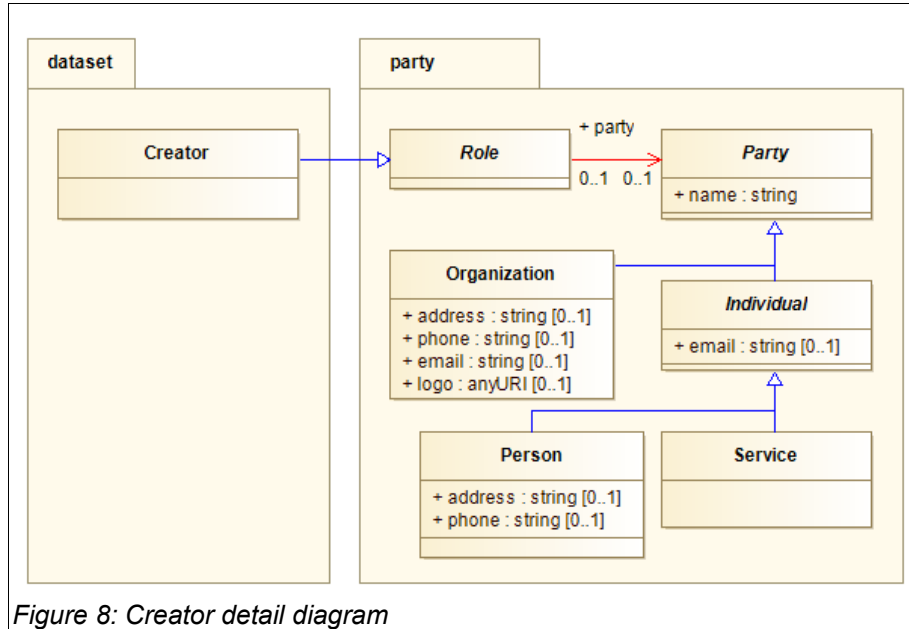 dataset
party
Creator
Role
+ party
0..1 0..1
Party
+ name : string
Organization
+ address : string [0..1]
+ phone : string [0..1]
+ email : string [0..1]
+ logo : anyURI [0..1]
Individual
+ email : string [0..1]
Person
+ address : string [0..1]
+ phone : string [0..1]
Service
Figure 8: Creator detail diagram